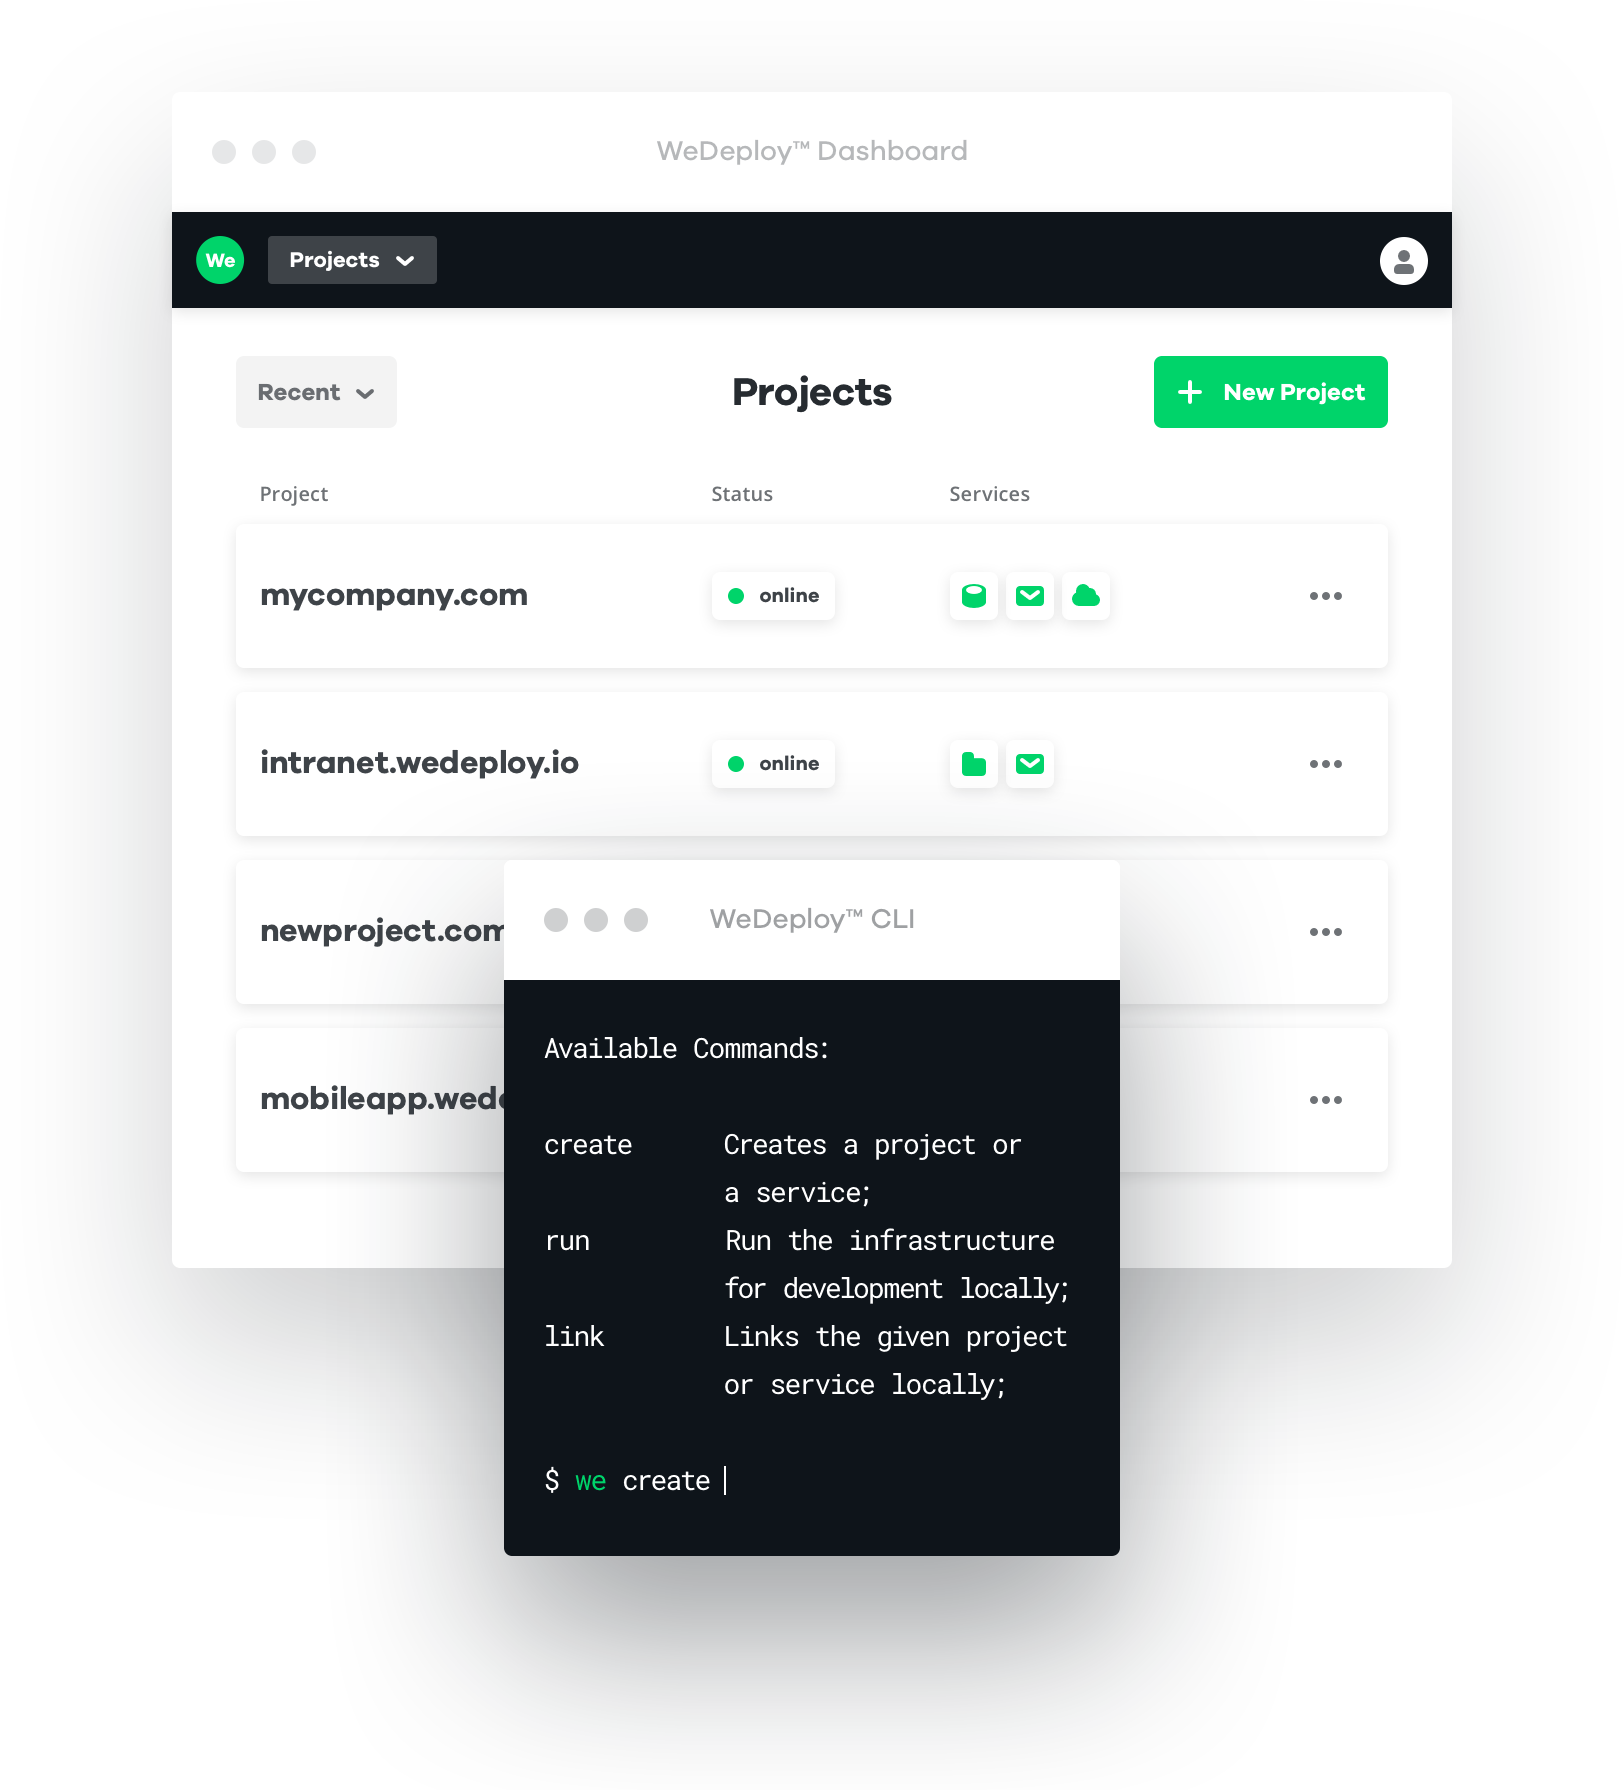 WeDeploy™ Dashboard
We
Projects
Recent
Projects
New Project
Project Status Services
mycompany.com online
intranet.wedeploy.io online
newproject.com
mobileapp.wed
WeDeploy™ CLI
Available Commands:
create Creates a project or
a service;
run Run the infrastructure
for development locally;
link Links the given project
or service locally;
$ we create